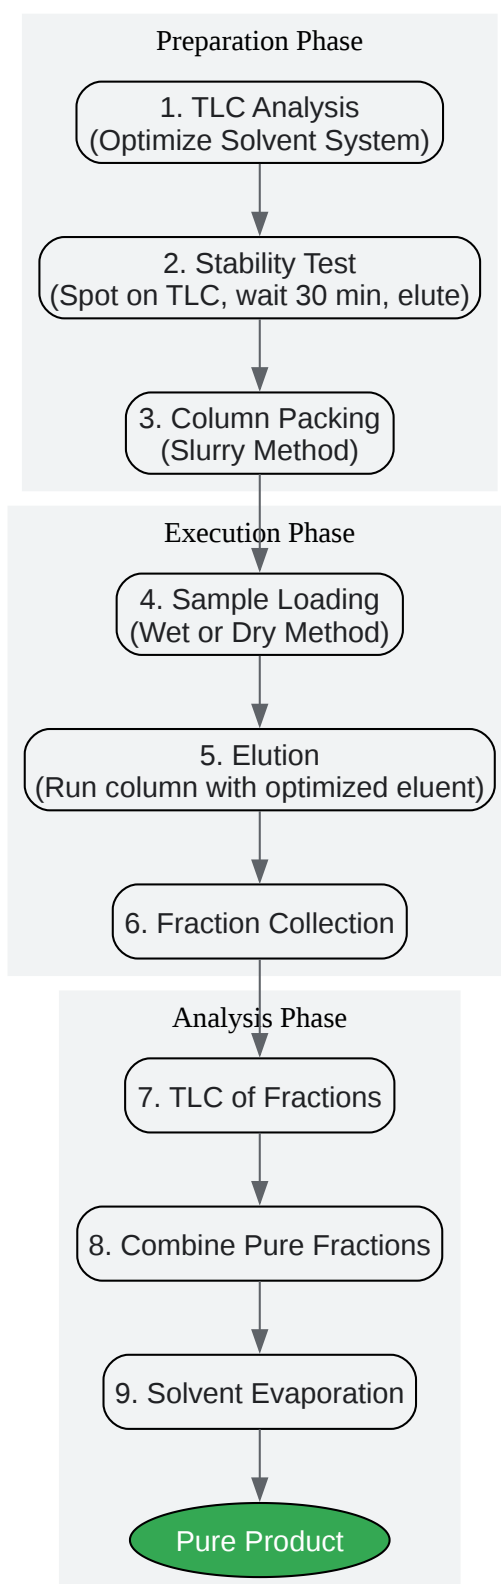 Preparation Phase
1. TLC Analysis
(Optimize Solvent System)
2. Stability Test
(Spot on TLC, wait 30 min, elute)
3. Column Packing
(Slurry Method)
Execution Phase
4. Sample Loading
(Wet or Dry Method)
5. Elution
(Run column with optimized eluent)
6. Fraction Collection
Analysis Phase
7. TLC of Fractions
8. Combine Pure Fractions
9. Solvent Evaporation
Pure Product